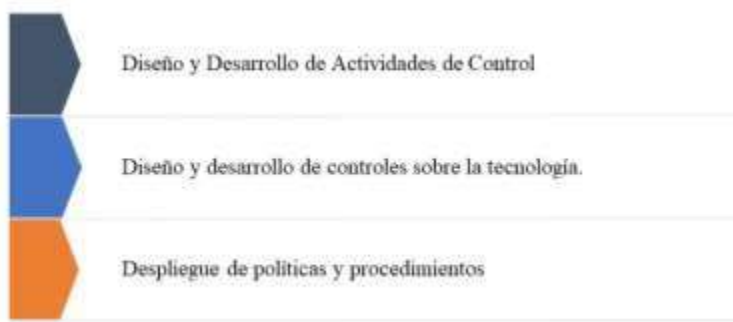 Diseño y Desarrollo de Actividades de Control
Diseño y desarrollo de controles sobre la tecnología.
Despliegue de políticas y procedimientos